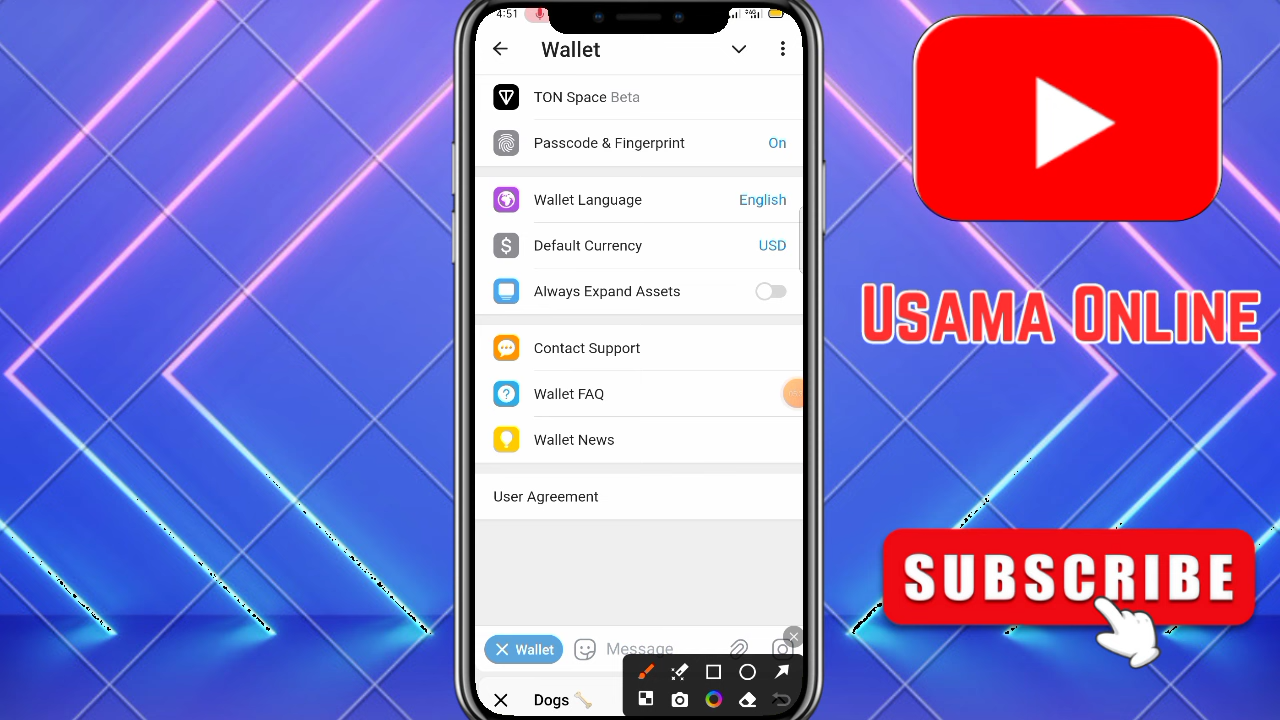 4:51
Wallet
TON Space Beta
Passcode & Fingerprint On
Wallet Language English
Default Currency USD
Always Expand Assets
Contact Support
Wallet FAQ
Wallet News
User Agreement
Wallet Message
Dogs
USAMA ONLINE
SUBSCRIBE